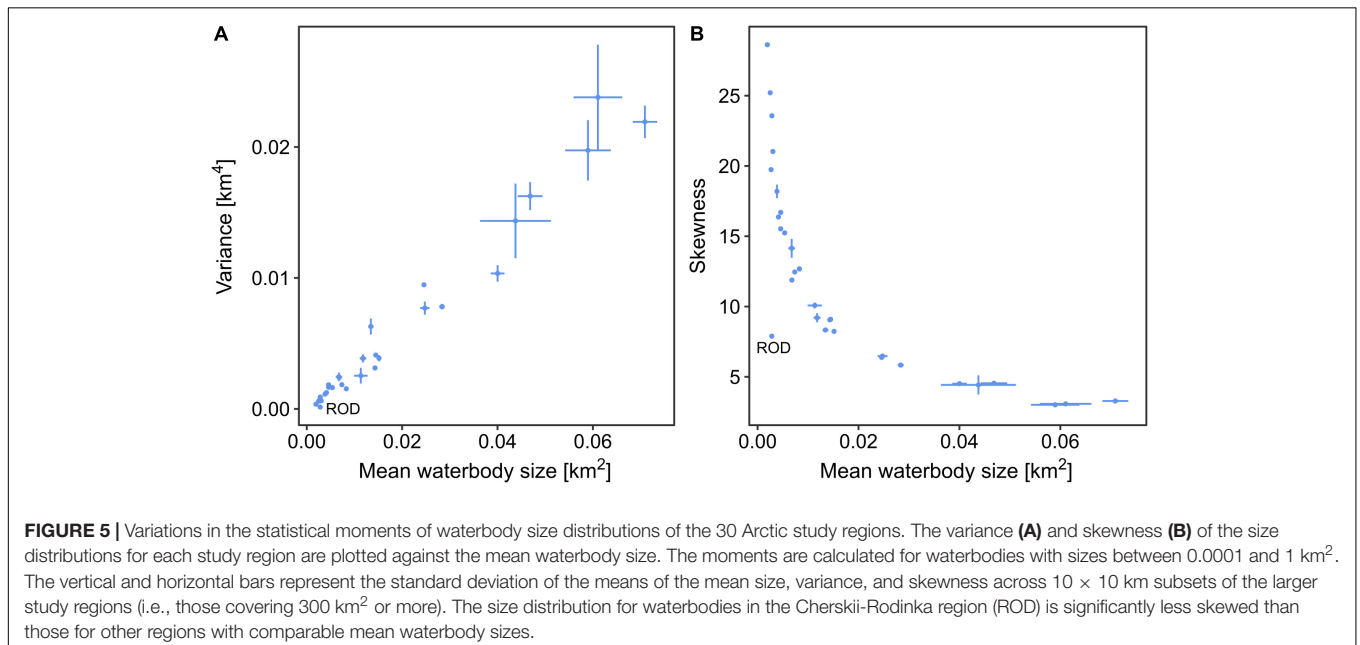 A
B
Variance [km⁴]
0.02
0.01
0.00
ROD
0.00
0.02
0.04
0.06
Mean waterbody size [km²]
Skewness
25
20
15
10
5
ROD
0.00
0.02
0.04
0.06
Mean waterbody size [km²]
FIGURE 5 | Variations in the statistical moments of waterbody size distributions of the 30 Arctic study regions. The variance (A) and skewness (B) of the size
distributions for each study region are plotted against the mean waterbody size. The moments are calculated for waterbodies with sizes between 0.0001 and 1 km².
The vertical and horizontal bars represent the standard deviation of the means of the mean size, variance, and skewness across 10 × 10 km subsets of the larger
study regions (i.e., those covering 300 km² or more). The size distribution for waterbodies in the Cherskii-Rodinka region (ROD) is significantly less skewed than
those for other regions with comparable mean waterbody sizes.